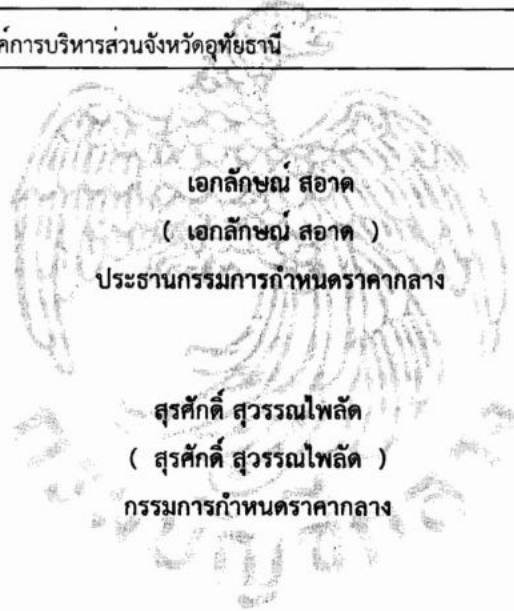 ค์การบริหารส่วนจังหวัดอุทัยธานี
เอกลักษณ์ สอาด
( เอกลักษณ์ สอาด )
ประธานกรรมการกำหนดราคากลาง
สุรศักดิ์ สุวรรณไพลัด
( สุรศักดิ์ สุวรรณไพลัด )
กรรมการกำหนดราคากลาง